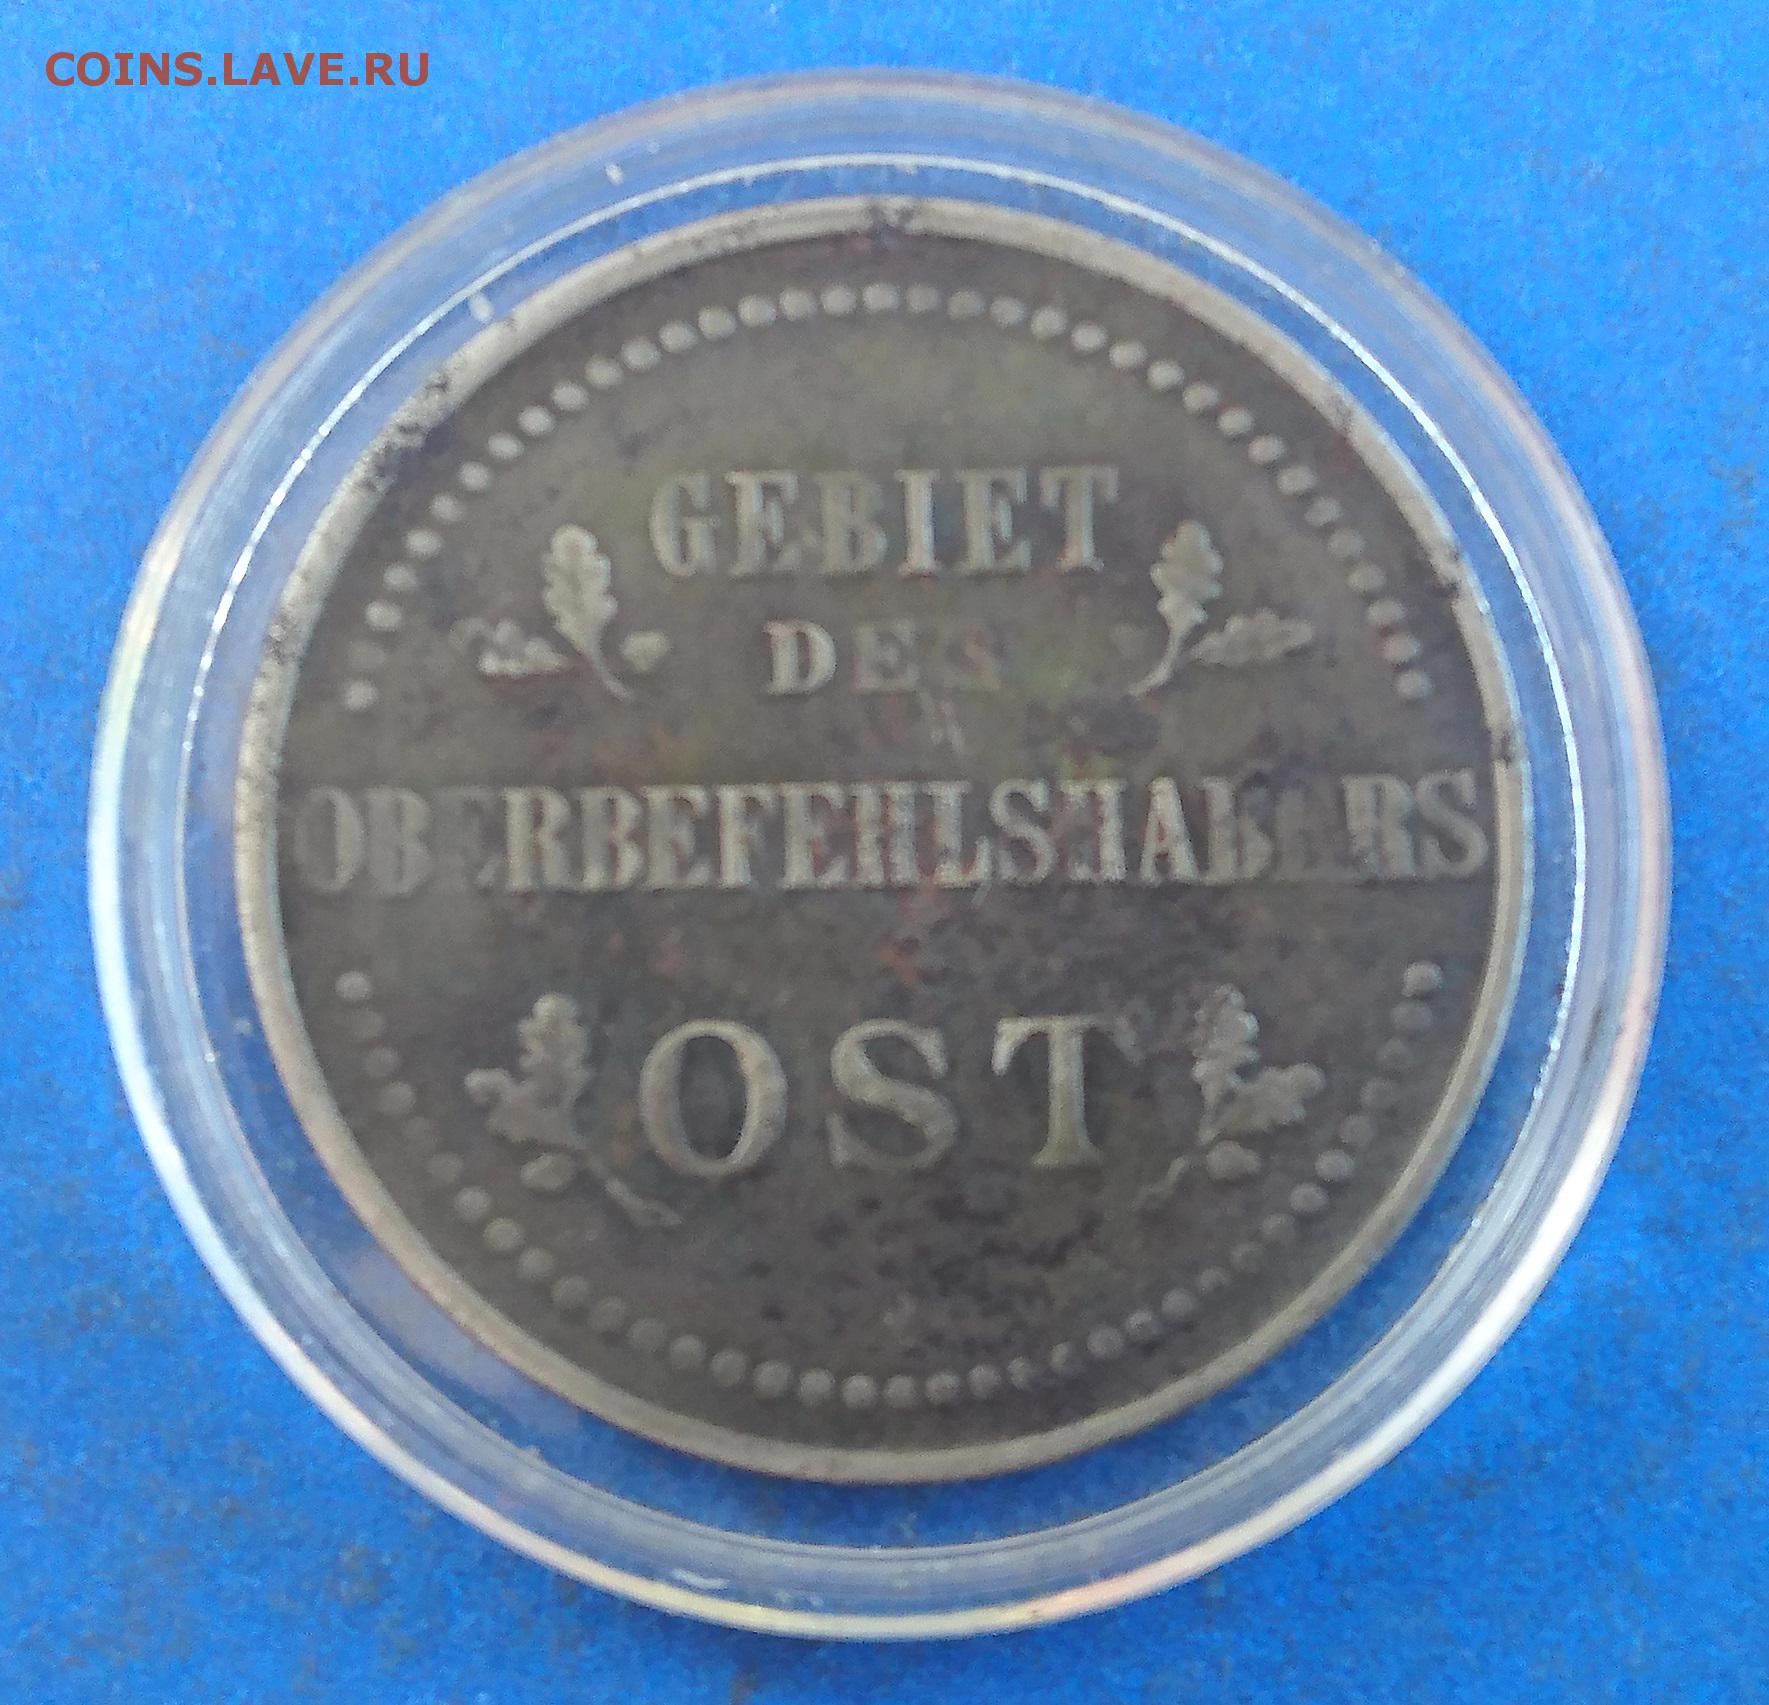 COINS.LAVE.RU
GEBIET
DES
OBERBEFEHLSHABERS
OST